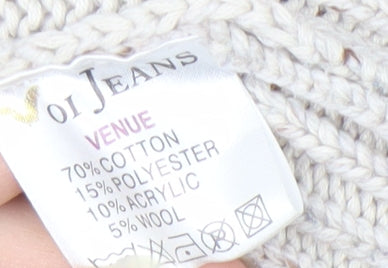 VOI JEANS
VENUE
70% COTTON
15% POLYESTER
10% ACRYLIC
5% WOOL